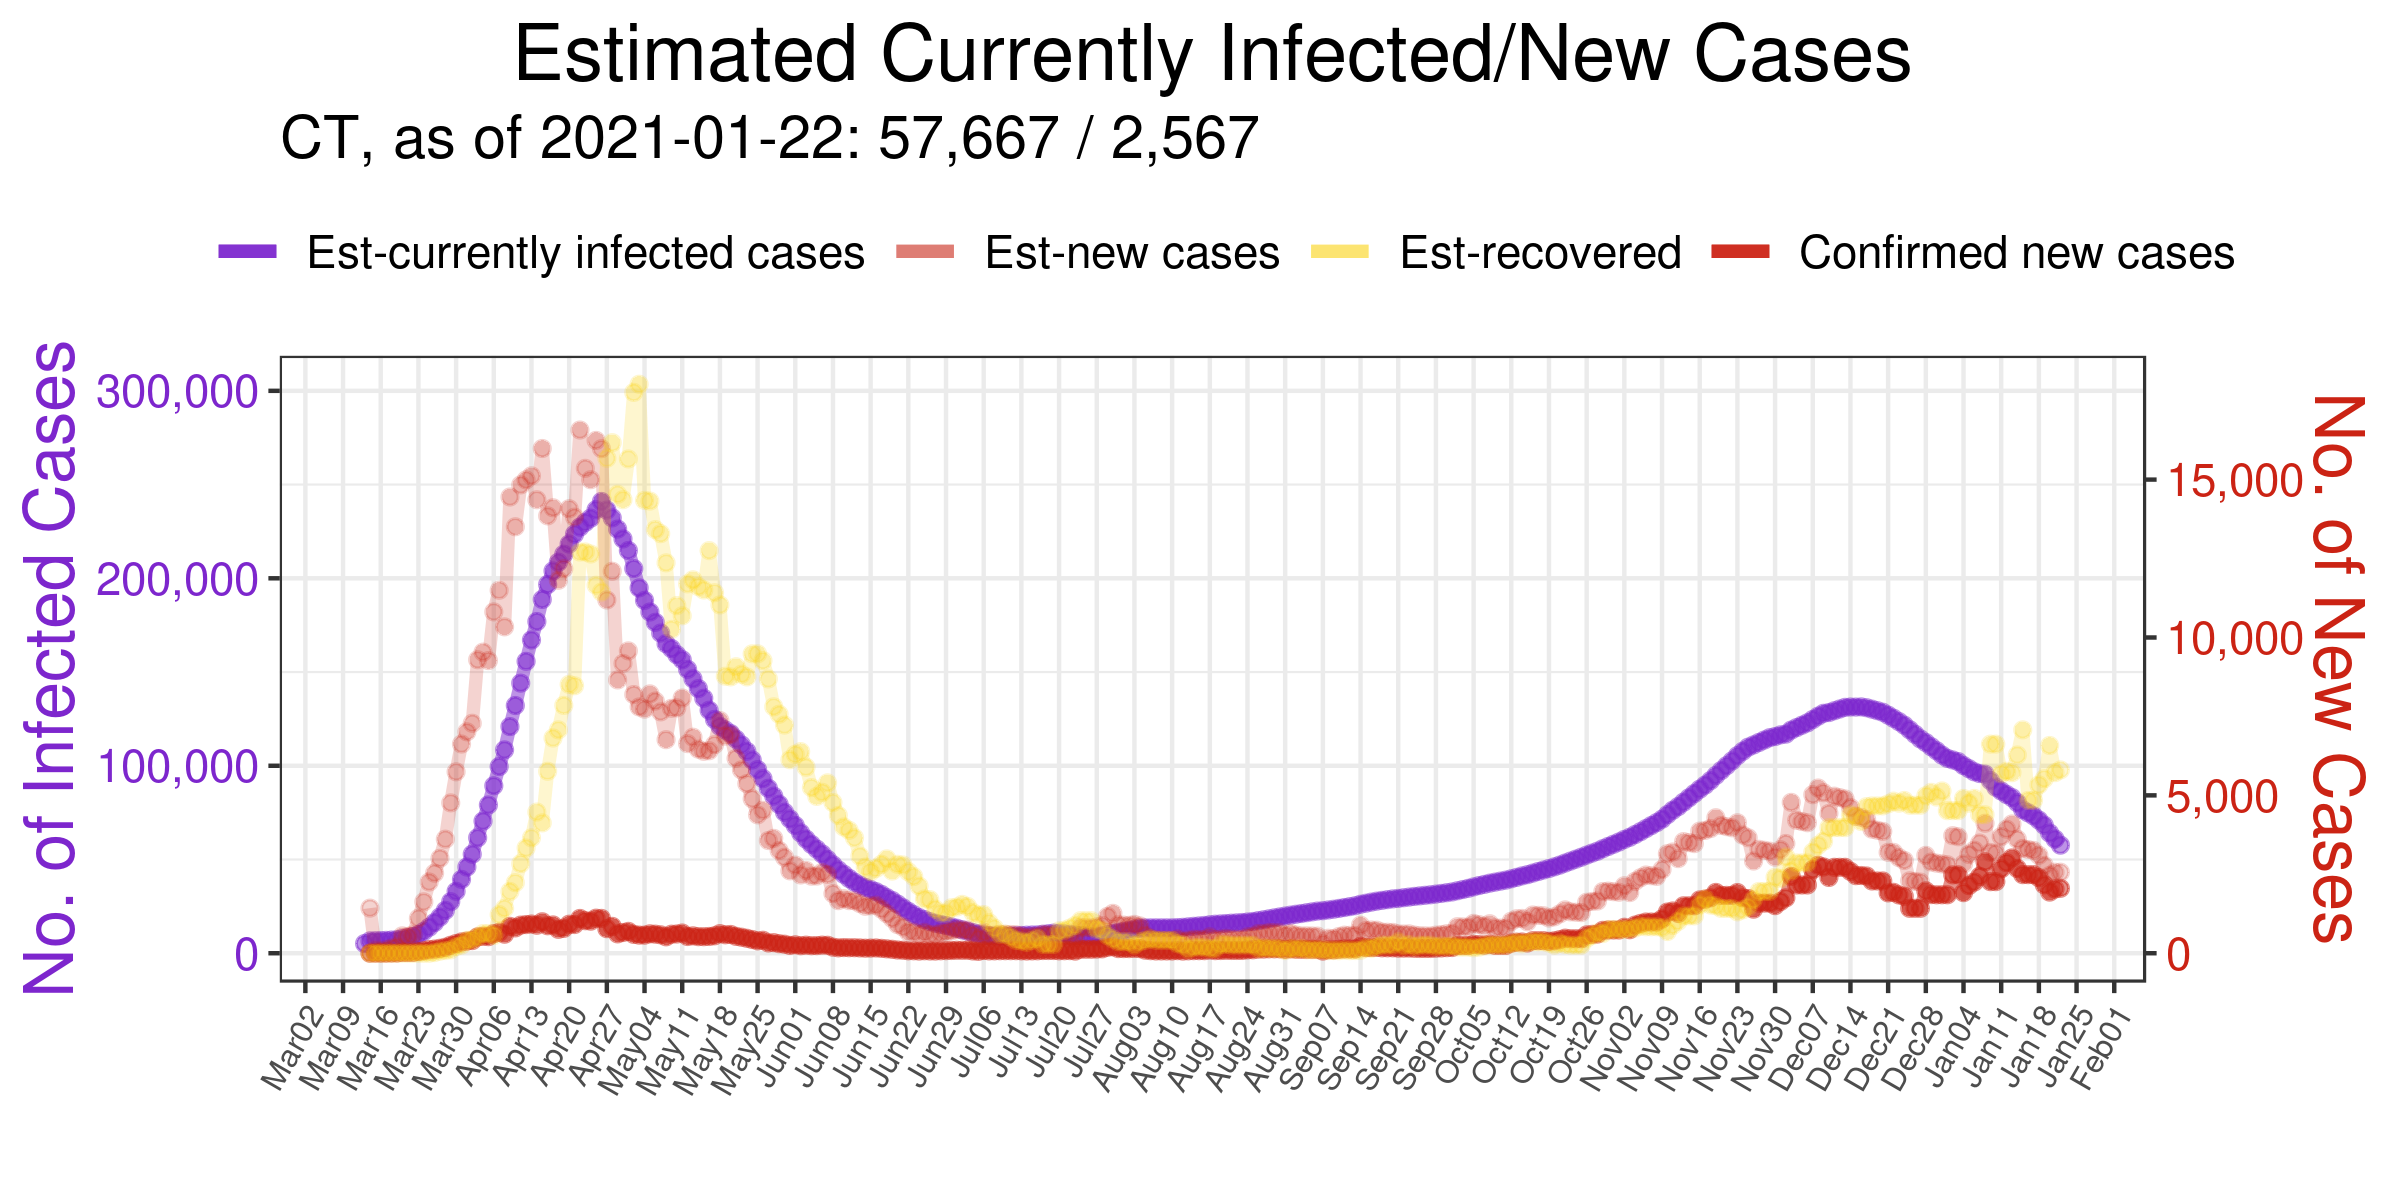 Estimated Currently Infected/New Cases
CT, as of 2021-01-22: 57,667 / 2,567
Est-currently infected cases Est-new cases Est-recovered Confirmed new cases
No. of Infected Cases
300,000
200,000
100,000
0
15,000
10,000
5,000
0
No. of New Cases
Mar02 Mar09 Mar16 Mar23 Mar30 Apr06 Apr13 Apr20 Apr27 May04 May11 May18 May25 Jun01 Jun08 Jun15 Jun22 Jun29 Jul06 Jul13 Jul20 Jul27 Aug03 Aug10 Aug17 Aug24 Aug31 Sep07 Sep14 Sep21 Sep28 Oct05 Oct12 Oct19 Oct26 Nov02 Nov09 Nov16 Nov23 Nov30 Dec07 Dec14 Dec21 Dec28 Jan04 Jan11 Jan18 Jan25 Feb01